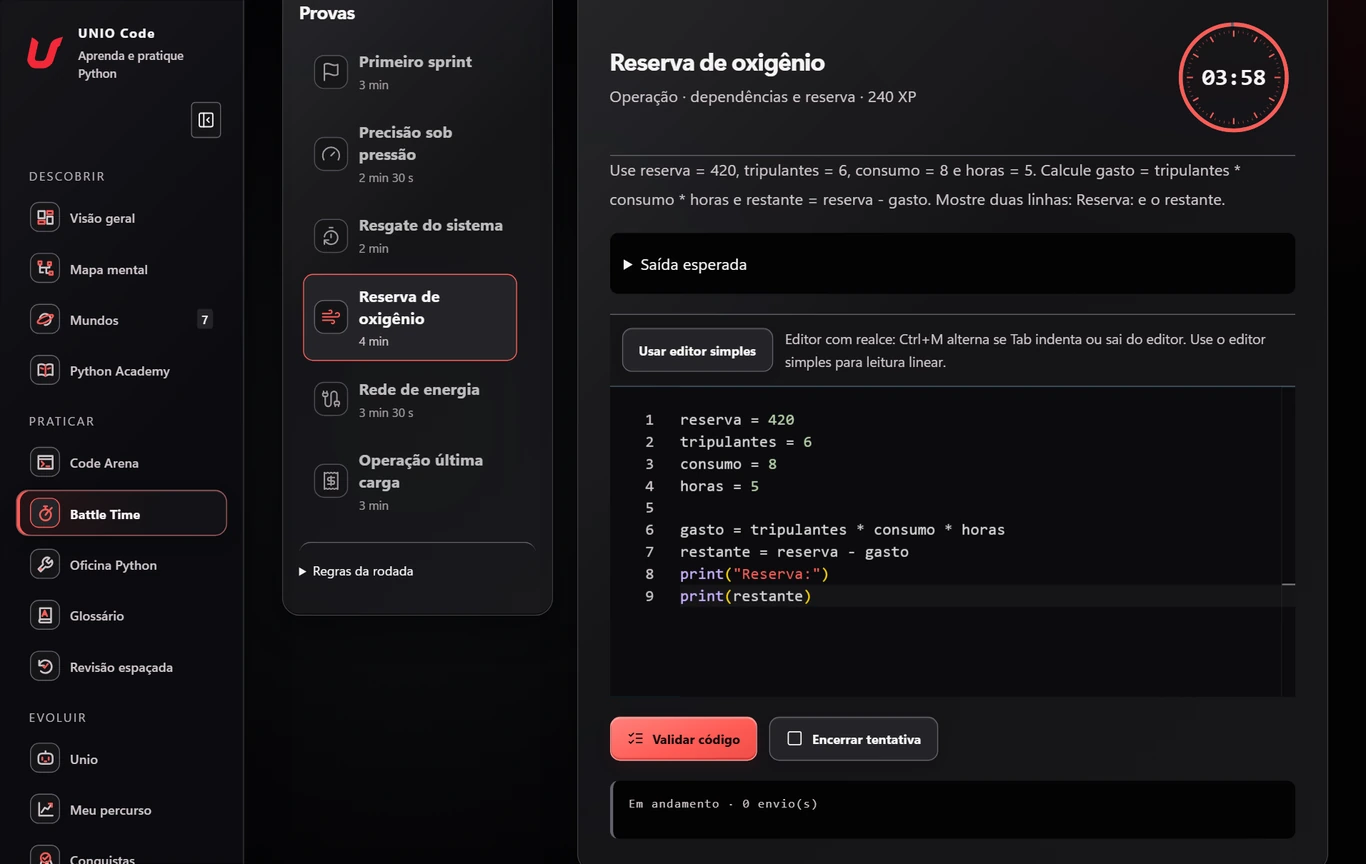 UNIO Code
Aprenda e pratique
Python
DESCOBRIR
Visão geral
Mapa mental
Mundos
7
Python Academy
PRATICAR
Code Arena
Battle Time
Oficina Python
Glossário
Revisão espaçada
EVOLUIR
Unio
Meu percurso
Conquistas
Provas
Primeiro sprint
3 min
Precisão sob
pressão
2 min 30 s
Resgate do sistema
2 min
Reserva de
oxigênio
4 min
Rede de energia
3 min 30 s
Operação última
carga
3 min
Regras da rodada
Reserva de oxigênio
Operação · dependências e reserva · 240 XP
03:58
Use reserva = 420, tripulantes = 6, consumo = 8 e horas = 5. Calcule gasto = tripulantes *
consumo * horas e restante = reserva - gasto. Mostre duas linhas: Reserva: e o restante.
Saída esperada
Usar editor simples
Editor com realce: Ctrl+M alterna se Tab indenta ou sai do editor. Use o editor
simples para leitura linear.
1 reserva = 420
2 tripulantes = 6
3 consumo = 8
4 horas = 5
5
6 gasto = tripulantes * consumo * horas
7 restante = reserva - gasto
8 print("Reserva:")
9 print(restante)
Validar código
Encerrar tentativa
Em andamento · 0 envio(s)